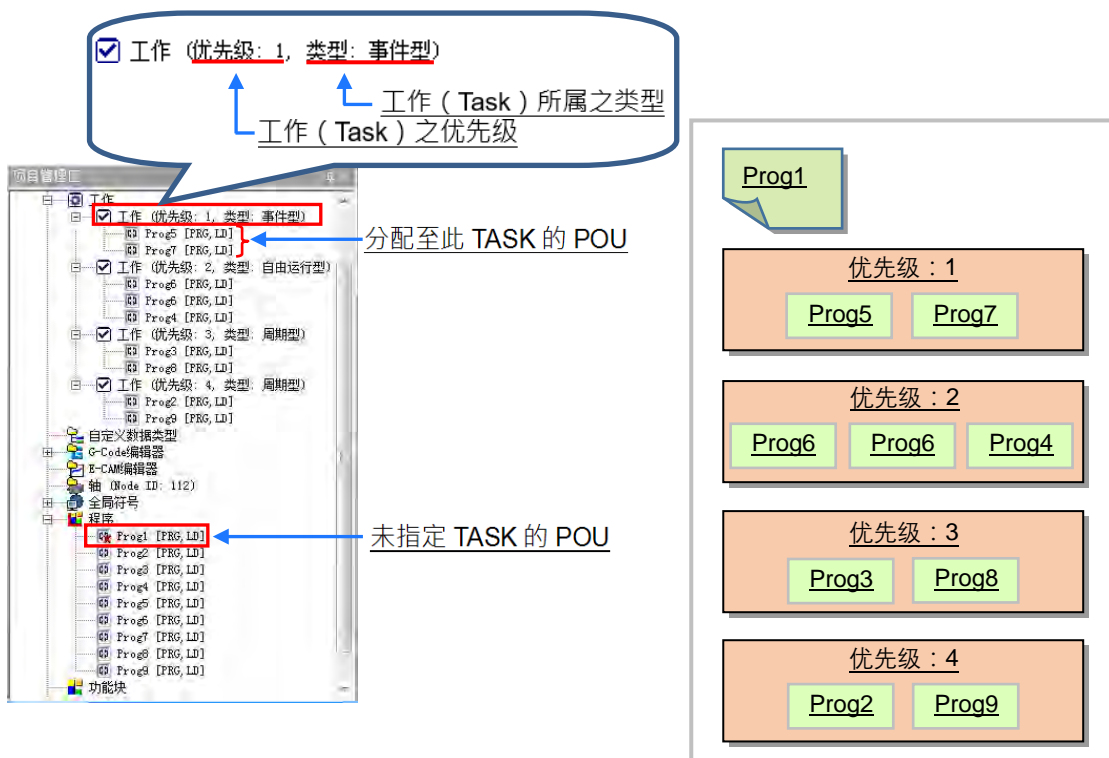 工作 (优先级: 1, 类型: 事件型)
工作（Task）所属之类型
工作（Task）之优先级
项目管理区
工作
工作 (优先级: 1, 类型: 事件型)
Prog5 [PRG,LD]
Prog7 [PRG,LD]
分配至此 TASK 的 POU
工作 (优先级: 2, 类型: 自由运行型)
Prog6 [PRG,LD]
Prog6 [PRG,LD]
Prog4 [PRG,LD]
工作 (优先级: 3, 类型: 周期型)
Prog3 [PRG,LD]
Prog8 [PRG,LD]
工作 (优先级: 4, 类型: 周期型)
Prog2 [PRG,LD]
Prog9 [PRG,LD]
自定义数据类型
G-Code编辑器
E-CAM编辑器
轴 (Node ID: 112)
全局符号
程序
Prog1 [PRG,LD]
未指定 TASK 的 POU
Prog2 [PRG,LD]
Prog3 [PRG,LD]
Prog4 [PRG,LD]
Prog5 [PRG,LD]
Prog6 [PRG,LD]
Prog7 [PRG,LD]
Prog8 [PRG,LD]
Prog9 [PRG,LD]
功能块
Prog1
优先级：1
Prog5 Prog7
优先级：2
Prog6 Prog6 Prog4
优先级：3
Prog3 Prog8
优先级：4
Prog2 Prog9